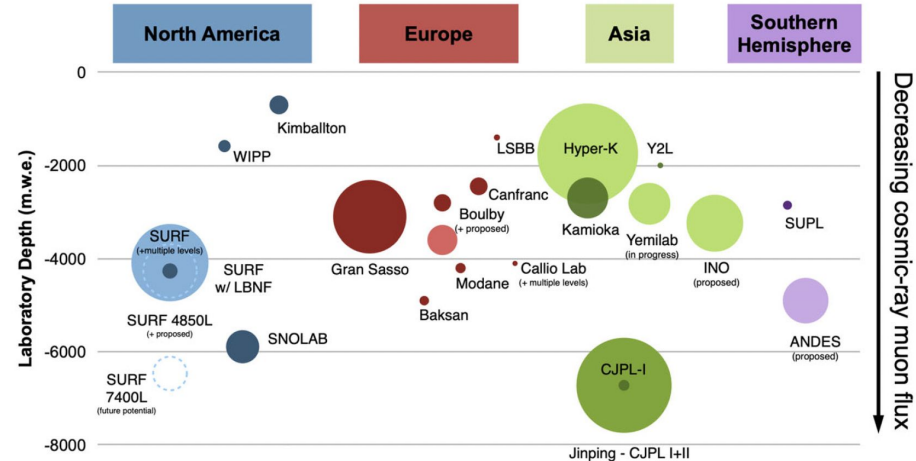 North America
Europe
Asia
Southern
Hemisphere
0
-2000
-4000
-6000
-8000
Laboratory Depth (m.w.e.)
Decreasing cosmic-ray muon flux
Kimballton
WIPP
SURF
(+multiple levels)
SURF
w/ LBNF
SURF 4850L
(+ proposed)
SNOLAB
SURF
7400L
(future potential)
LSBB
Canfranc
Boulby
(+ proposed)
Gran Sasso
Modane
Callio Lab
(+ multiple levels)
Baksan
Hyper-K
Y2L
Kamioka
Yemilab
(in progress)
INO
(proposed)
CJPL-I
Jinping - CJPL I+II
SUPL
ANDES
(proposed)